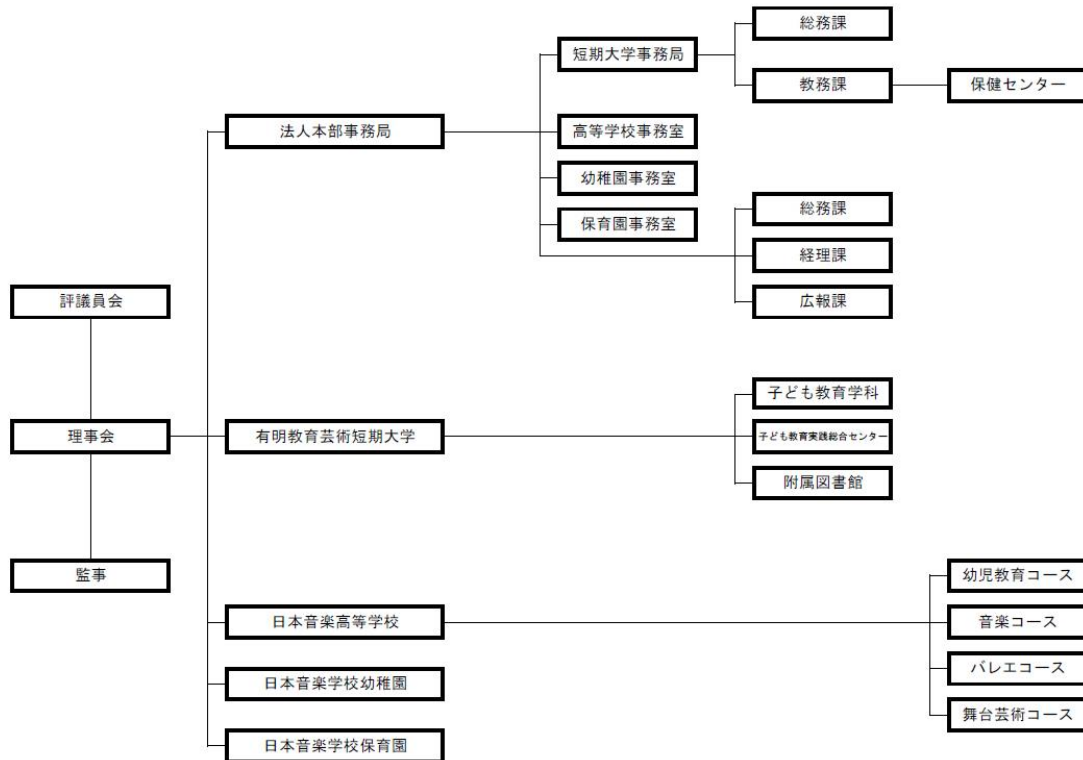 総務課
短期大学事務局
教務課
保健センター
法人本部事務局
高等学校事務室
幼稚園事務室
保育園事務室
総務課
経理課
広報課
評議員会
理事会
監事
有明教育芸術短期大学
子ども教育学科
子ども教育実践総合センター
附属図書館
日本音楽高等学校
幼児教育コース
音楽コース
バレエコース
舞台芸術コース
日本音楽学校幼稚園
日本音楽学校保育園